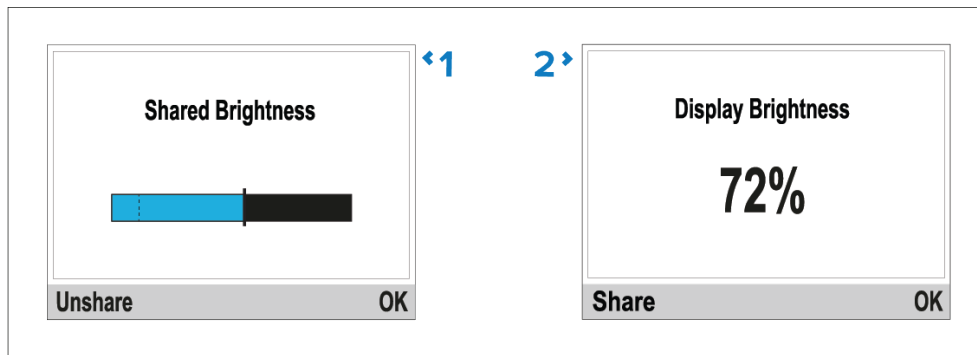 1
Shared Brightness
Unshare OK
2
Display Brightness
72%
Share OK